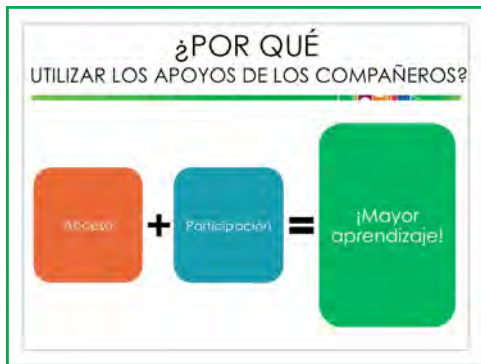 ¿POR QUÉ
UTILIZAR LOS APOYOS DE LOS COMPAÑEROS?
Acceso + Participación = ¡Mayor
aprendizaje!